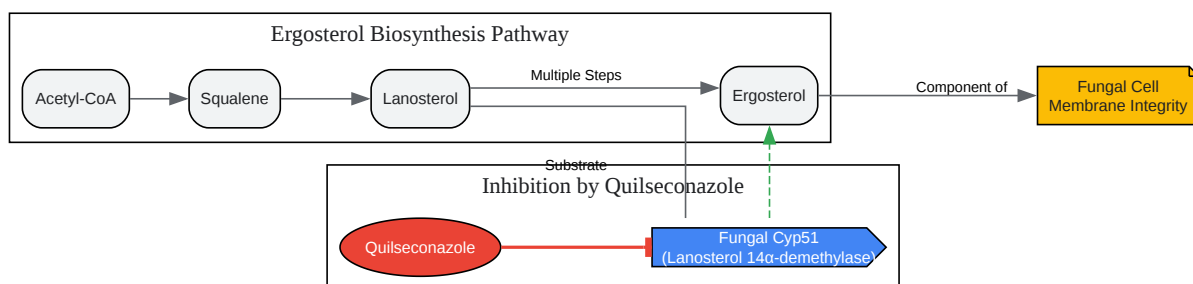 Ergosterol Biosynthesis Pathway
Acetyl-CoA
Squalene
Lanosterol
Multiple Steps
Ergosterol
Component of
Fungal Cell
Membrane Integrity
Substrate
Inhibition by Quilseconazole
Quilseconazole
Fungal Cyp51
(Lanosterol 14α-demethylase)